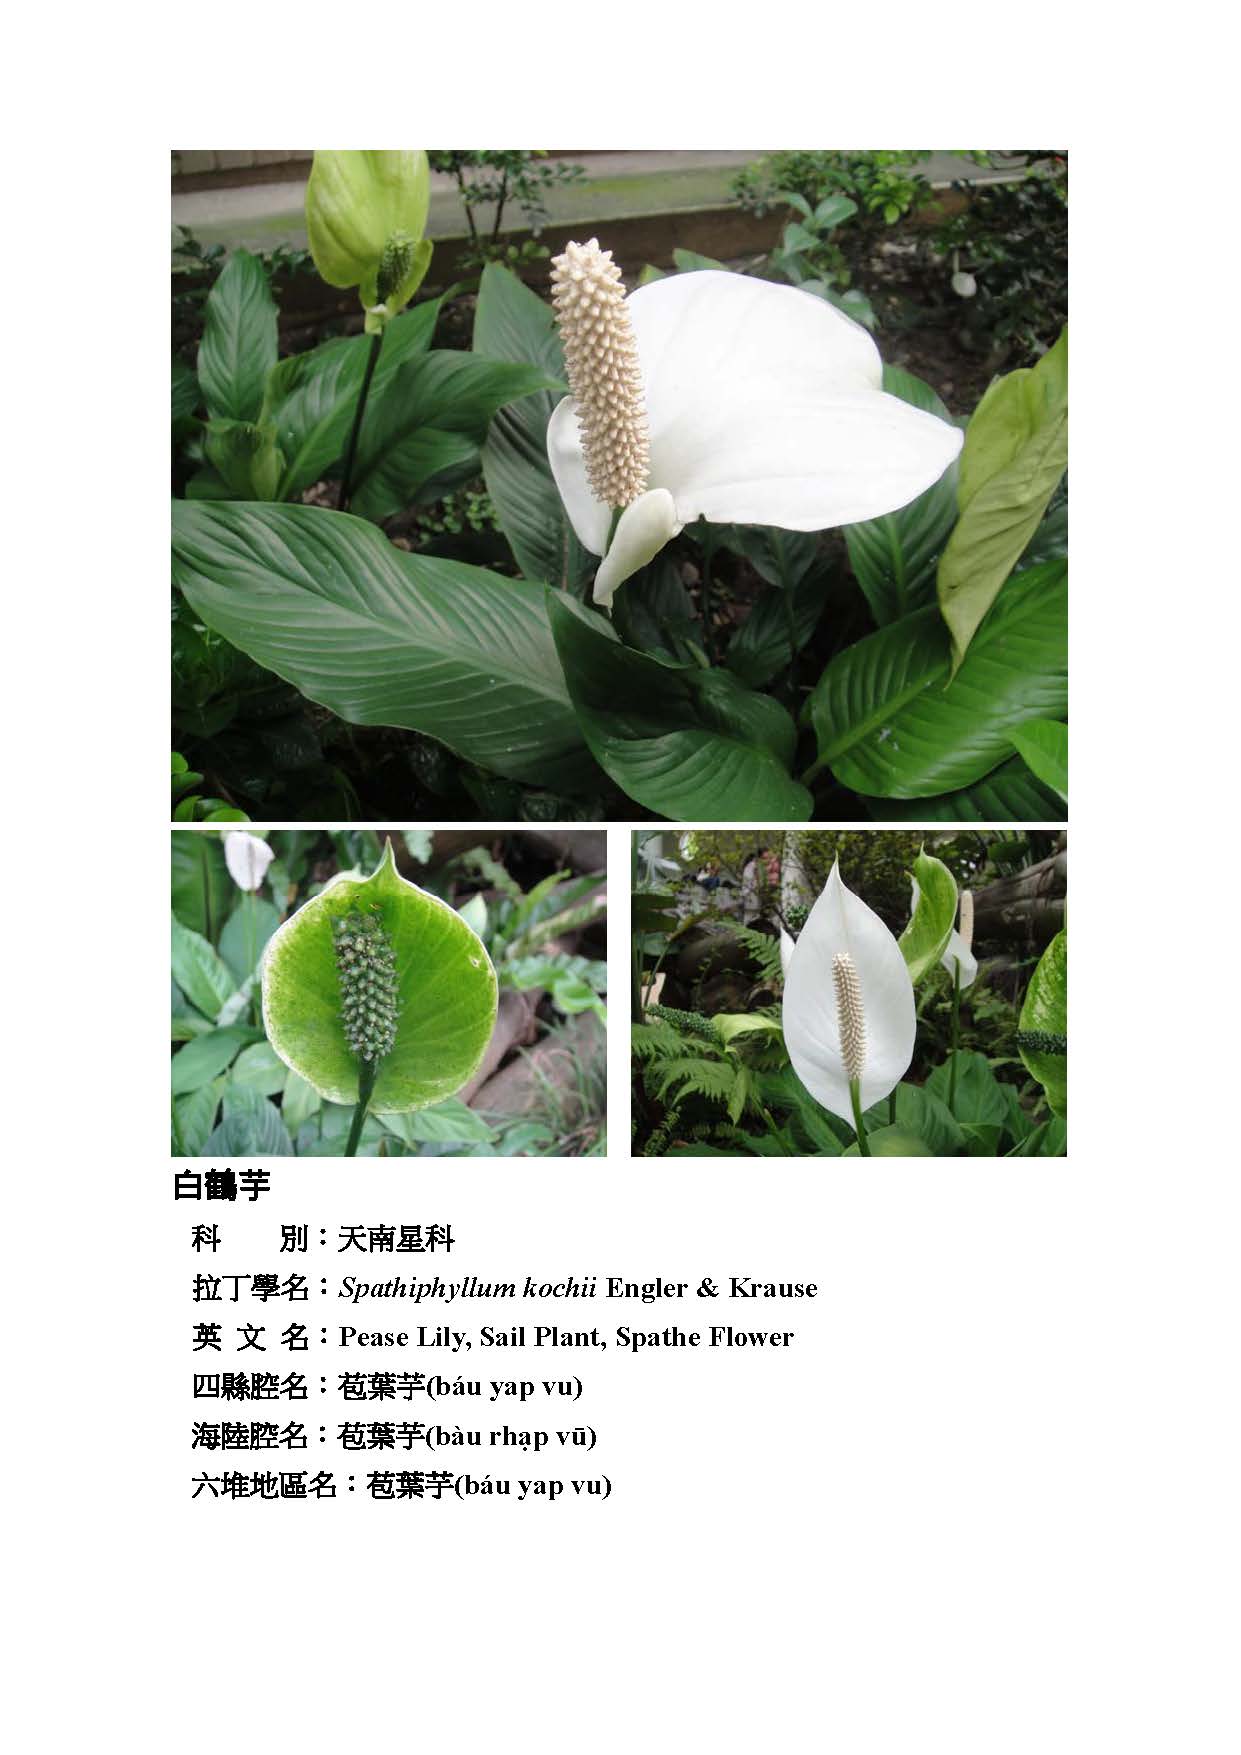 白鶴芋
科　　別：天南星科
拉丁學名：Spathiphyllum kochii Engler & Krause
英 文 名：Pease Lily, Sail Plant, Spathe Flower
四縣腔名：苞葉芋(báu yap vu)
海陸腔名：苞葉芋(bàu rhạp vū)
六堆地區名：苞葉芋(báu yap vu)